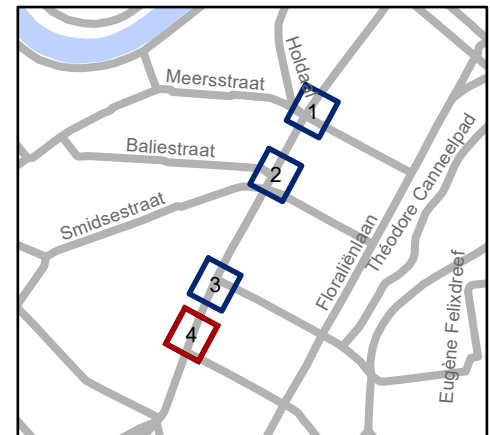 Holdaal
Meersstraat
1
Baliestraat
2
Théodore Canneelpad
Smidsestraat
Floraliënlaan
3
Eugène Felixdreef
4